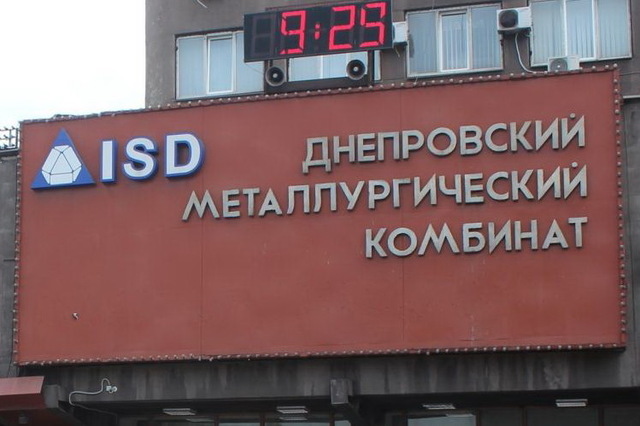 9:25
ISD
ДНЕПРОВСКИЙ
МЕТАЛЛУРГИЧЕСКИЙ
КОМБИНАТ